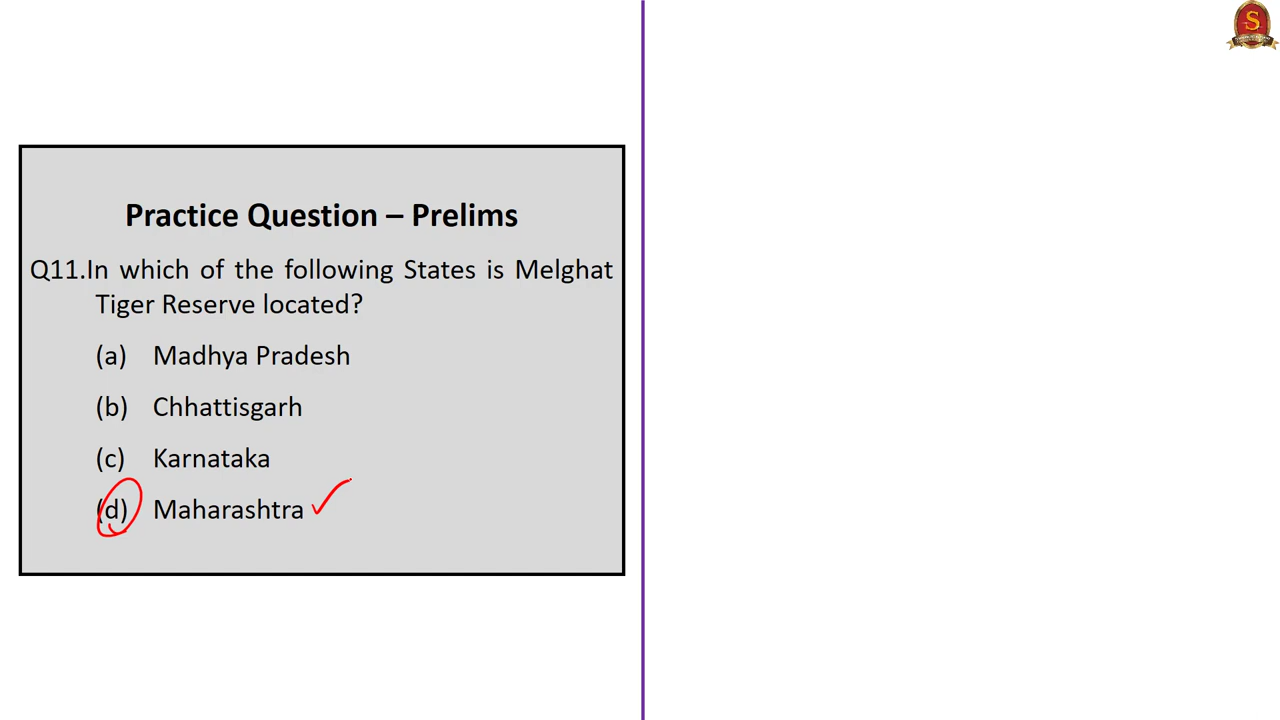 Practice Question – Prelims
Q11.In which of the following States is Melghat
Tiger Reserve located?
(a) Madhya Pradesh
(b) Chhattisgarh
(c) Karnataka
(d) Maharashtra
S